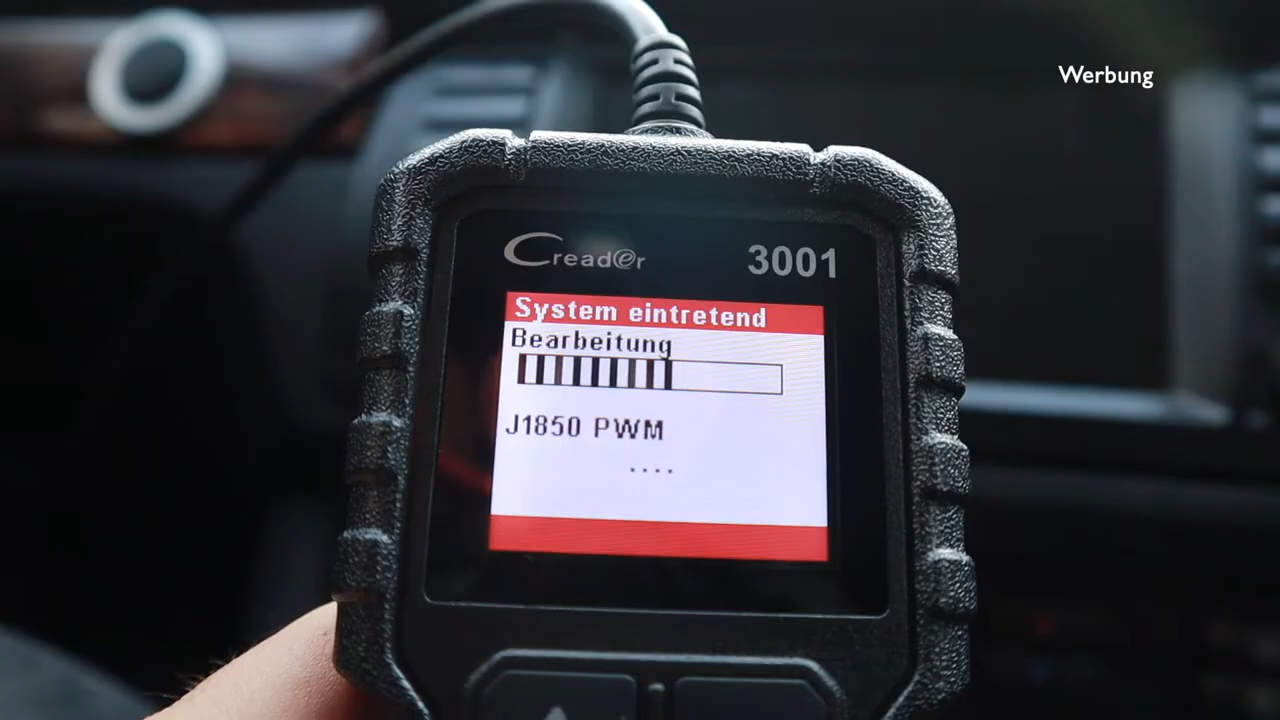 Werbung
Creader 3001
System eintretend
Bearbeitung
J1850 PWM
....